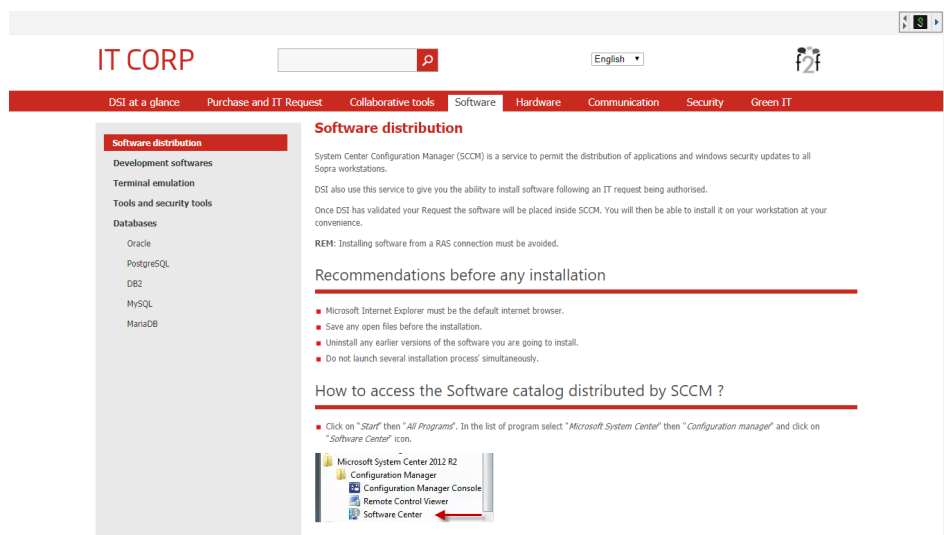 IT CORP
English
f2f
DSI at a glance Purchase and IT Request Collaborative tools Software Hardware Communication Security Green IT
Software distribution
Development softwares
Terminal emulation
Tools and security tools
Databases
Oracle
PostgreSQL
DB2
MySQL
MariaDB
Software distribution
System Center Configuration Manager (SCCM) is a service to permit the distribution of applications and windows security updates to all
Sopra workstations.
DSI also use this service to give you the ability to install software following an IT request being authorised.
Once DSI has validated your Request the software will be placed inside SCCM. You will then be able to install it on your workstation at your
convenience.
REM: Installing software from a RAS connection must be avoided.
Recommendations before any installation
Microsoft Internet Explorer must be the default internet browser.
Save any open files before the installation.
Uninstall any earlier versions of the software you are going to install.
Do not launch several installation process' simultaneously.
How to access the Software catalog distributed by SCCM ?
Click on "Start" then "All Programs". In the list of program select "Microsoft System Center" then "Configuration manager" and click on
"Software Center" icon.
Microsoft System Center 2012 R2
Configuration Manager
Configuration Manager Console
Remote Control Viewer
Software Center